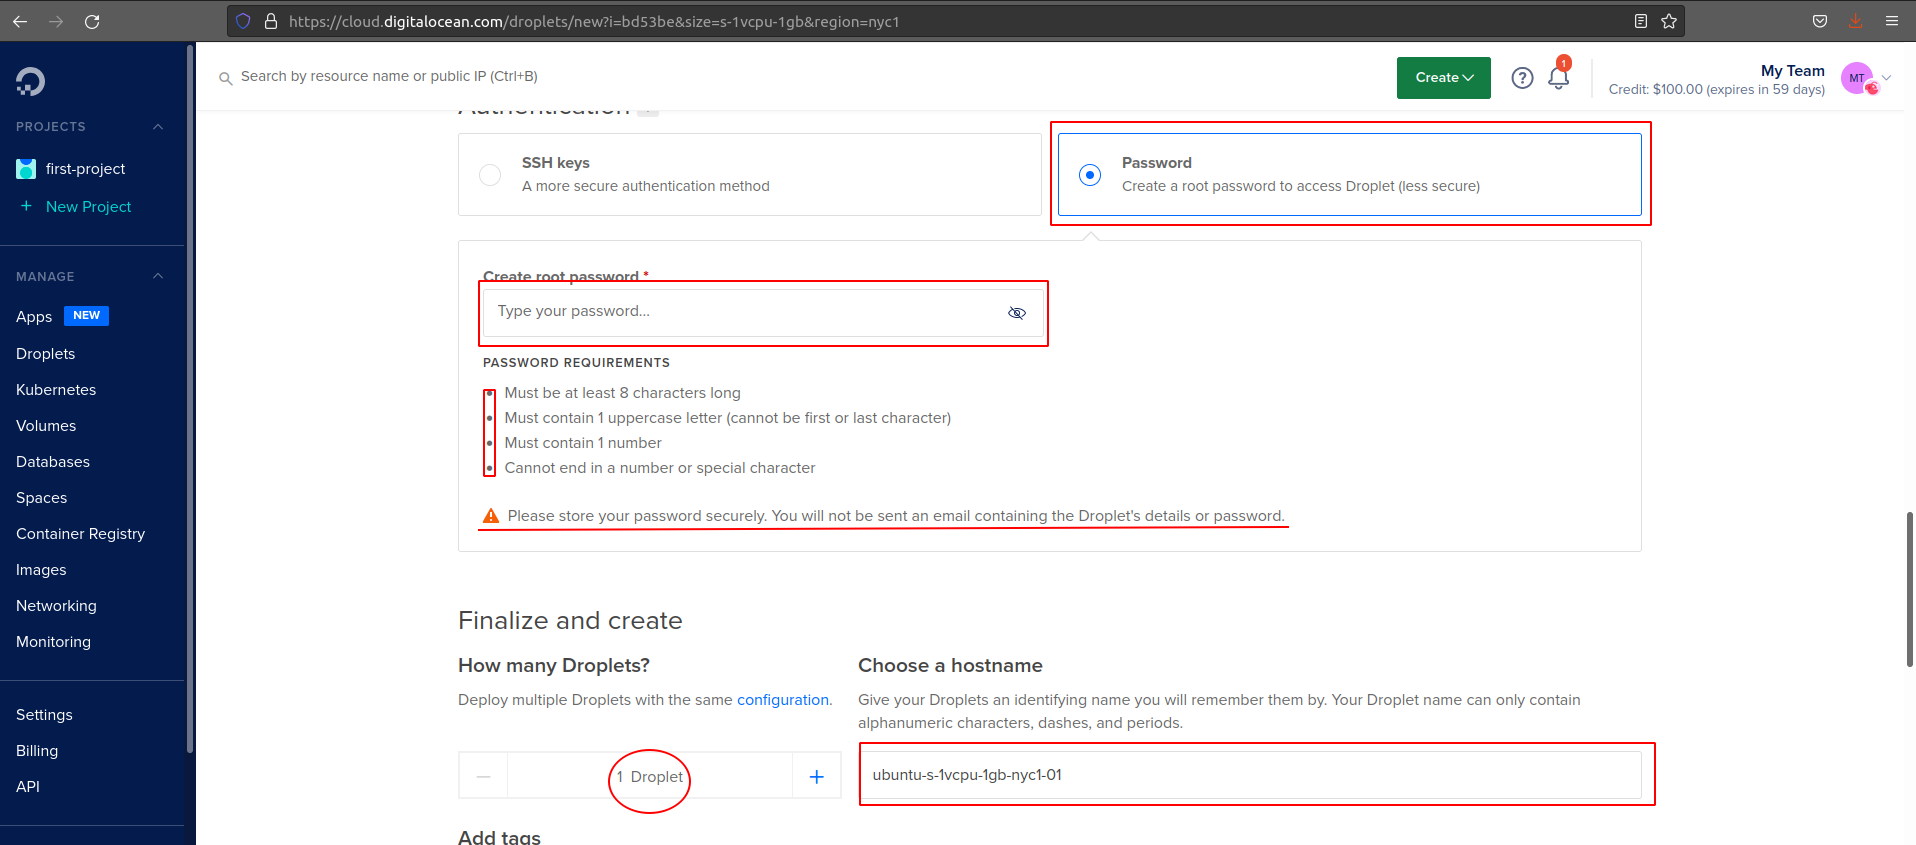 https://cloud.digitalocean.com/droplets/new?i=bd53be&size=s-1vcpu-1gb&region=nyc1
Search by resource name or public IP (Ctrl+B)
Create
1
My Team
Credit: $100.00 (expires in 59 days)
MT
PROJECTS
first-project
+ New Project
MANAGE
Apps NEW
Droplets
Kubernetes
Volumes
Databases
Spaces
Container Registry
Images
Networking
Monitoring
Settings
Billing
API
Authentication
SSH keys
A more secure authentication method
Password
Create a root password to access Droplet (less secure)
Create root password *
Type your password...
PASSWORD REQUIREMENTS
• Must be at least 8 characters long
• Must contain 1 uppercase letter (cannot be first or last character)
• Must contain 1 number
• Cannot end in a number or special character
Please store your password securely. You will not be sent an email containing the Droplet's details or password.
Finalize and create
How many Droplets?
Deploy multiple Droplets with the same configuration.
1 Droplet
Choose a hostname
Give your Droplets an identifying name you will remember them by. Your Droplet name can only contain
alphanumeric characters, dashes, and periods.
ubuntu-s-1vcpu-1gb-nyc1-01
Add tags